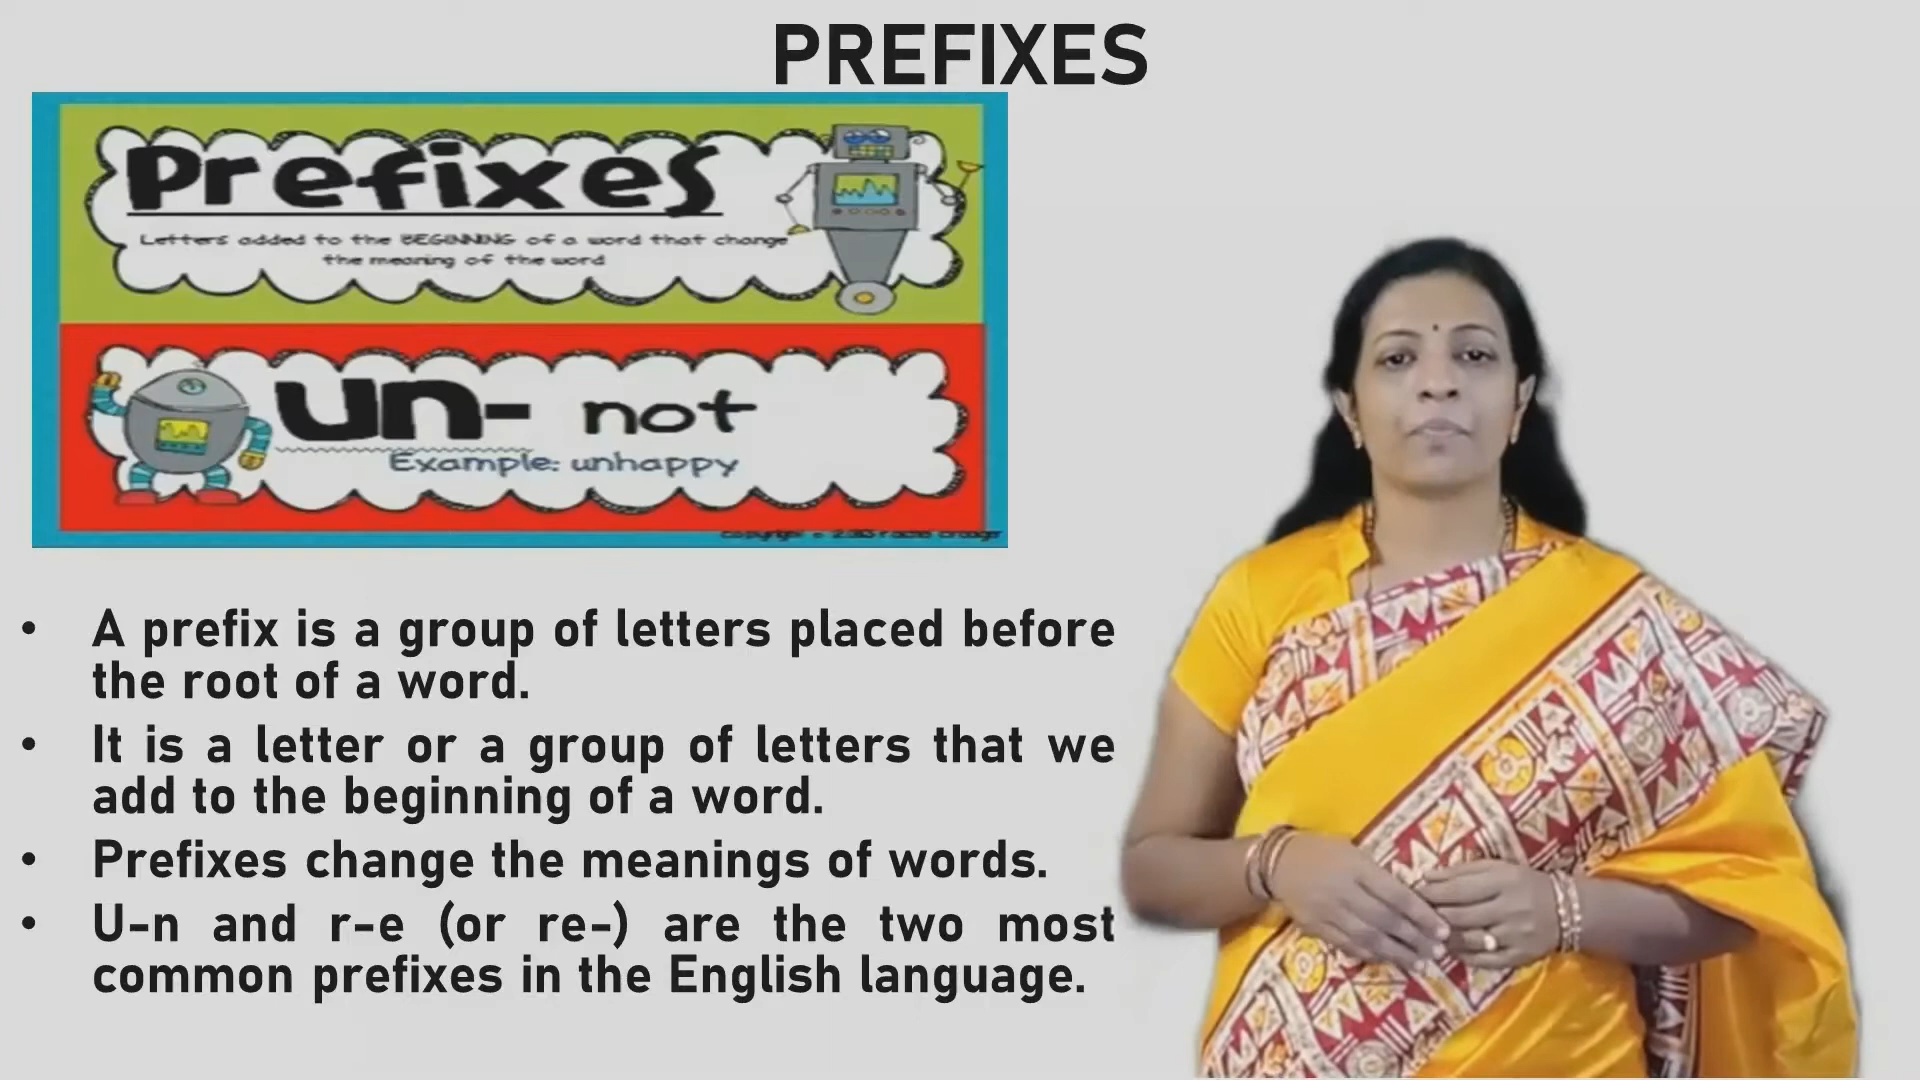 PREFIXES
Prefixes
Letters added to the BEGINNING of a word that change
the meaning of the word
un- not
Example: unhappy
• A prefix is a group of letters placed before
the root of a word.
• It is a letter or a group of letters that we
add to the beginning of a word.
• Prefixes change the meanings of words.
• U-n and r-e (or re-) are the two most
common prefixes in the English language.